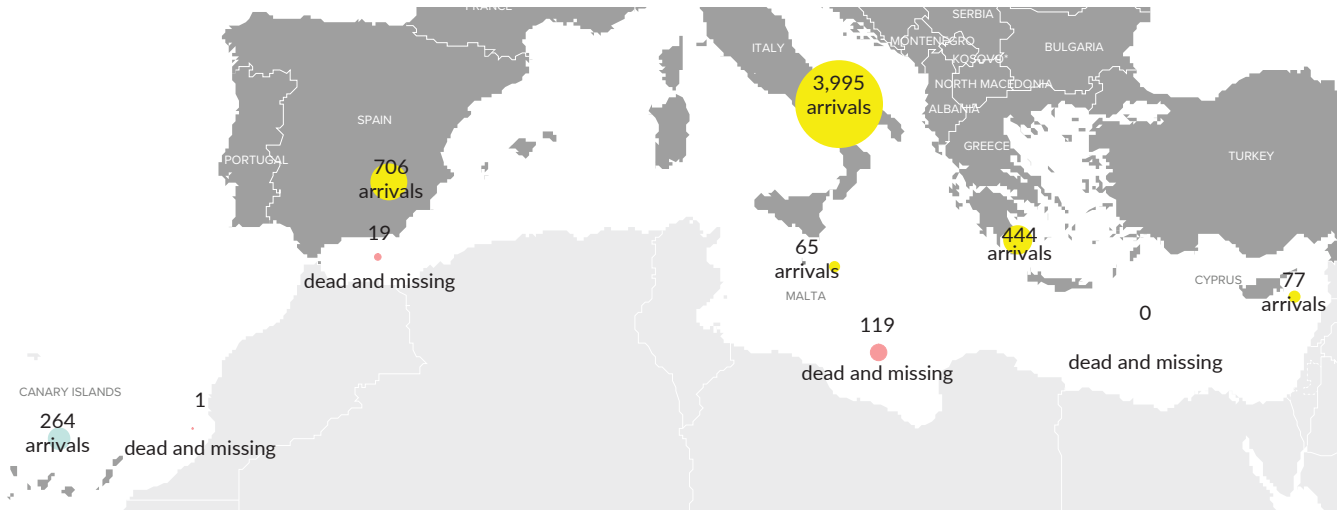 FRANCE
SERBIA
MONTENEGRO
ITALY
BULGARIA
KOSOVO*
3,995
arrivals
NORTH MACEDONIA
ALBANIA
SPAIN
GREECE
PORTUGAL
TURKEY
706
arrivals
19
dead and missing
65
arrivals
MALTA
444
arrivals
CYPRUS
77
arrivals
0
dead and missing
119
dead and missing
CANARY ISLANDS
264
arrivals
1
dead and missing